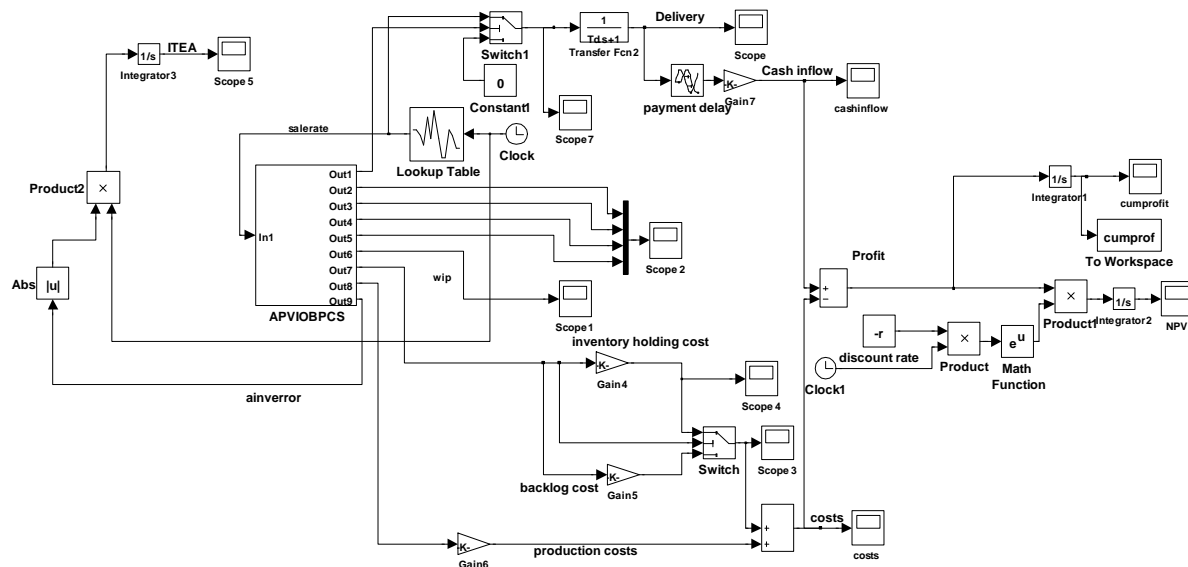 ITEA
1/s
Integrator3
Scope 5
Switch1
0
Constant1
1
Tds+1
Transfer Fcn2
Delivery
Scope
payment delay
-K-
Gain7
Cash inflow
cashinflow
Scope 7
salerate
Lookup Table
Clock
Product2
×
Abs
|u|
ainverror
In1
Out1
Out2
Out3
Out4
Out5
Out6
Out7
Out8
Out9
APVIOBPCS
Scope 2
wip
Scope 1
inventory holding cost
-K-
Gain4
Scope 4
Switch
Scope 3
backlog cost
-K-
Gain5
-K-
Gain6
production costs
+
+
costs
costs
Profit
+
−
1/s
Integrator1
cumprofit
cumprof
To Workspace
-r
discount rate
Clock1
×
Product
eu
Math
Function
×
Product1
1/s
Integrator2
NPV